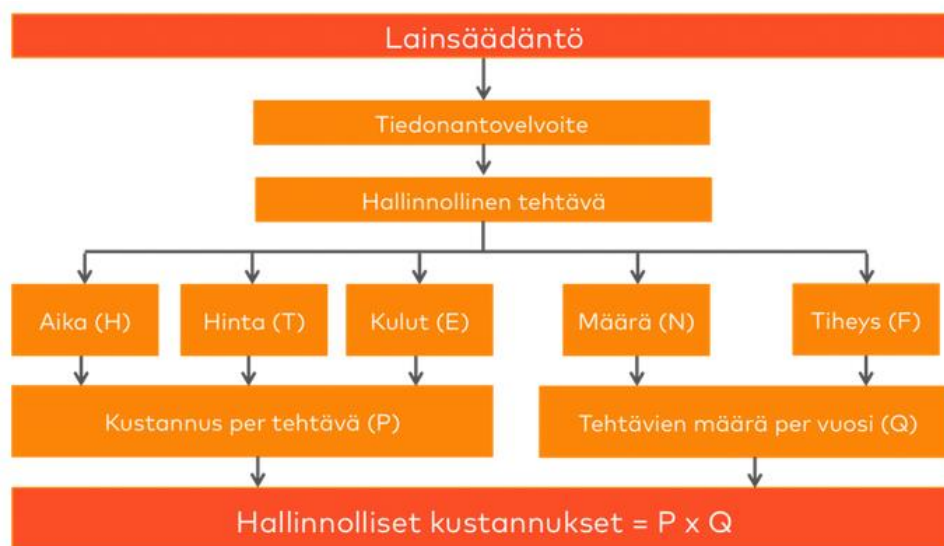 Lainsäädäntö
Tiedonantovelvoite
Hallinnollinen tehtävä
Aika (H)
Hinta (T)
Kulut (E)
Määrä (N)
Tiheys (F)
Kustannus per tehtävä (P)
Tehtävien määrä per vuosi (Q)
Hallinnolliset kustannukset = P x Q